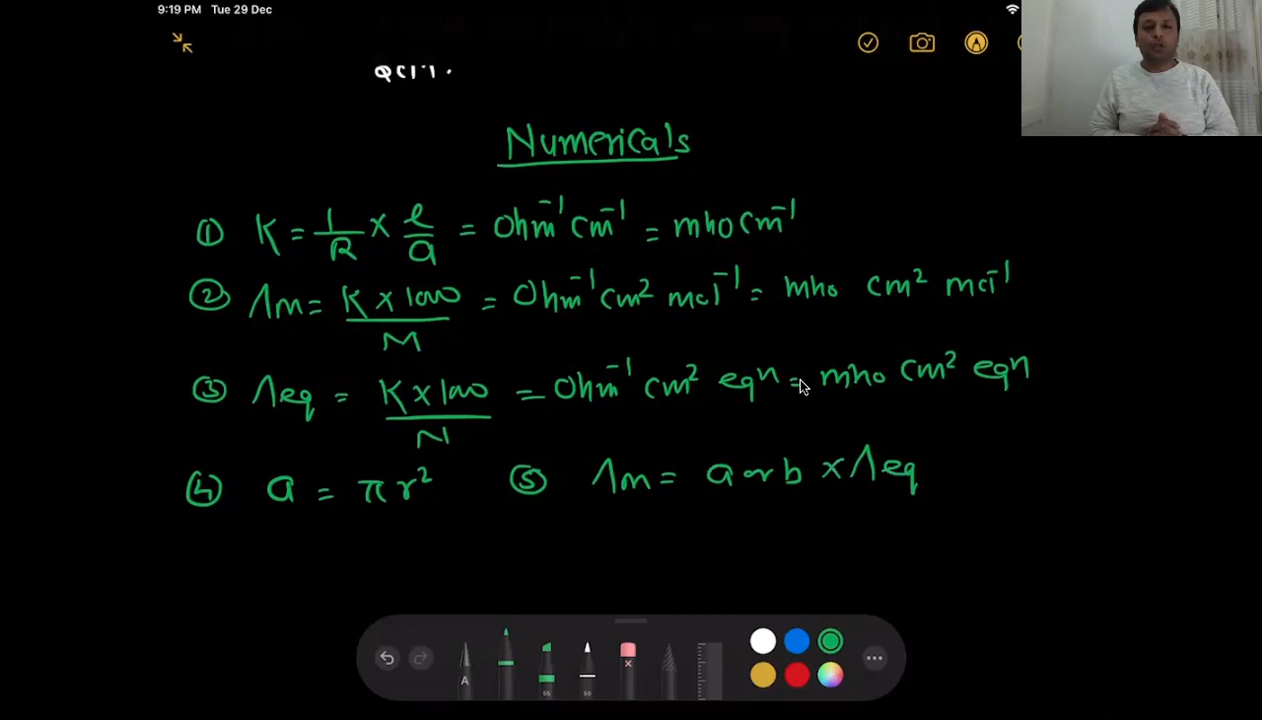 9:19 PM Tue 29 Dec
Numericals
① K = 1/R × l/a = Ohm⁻¹ cm⁻¹ = mho cm⁻¹
② Λm = K × 1000/M = Ohm⁻¹ cm² mol⁻¹ = mho cm² mol⁻¹
③ Λeq = K × 1000/N = Ohm⁻¹ cm² eqn = mho cm² eqn
④ a = πr² ⑤ Λm = a or b × Λeq
A
50 50